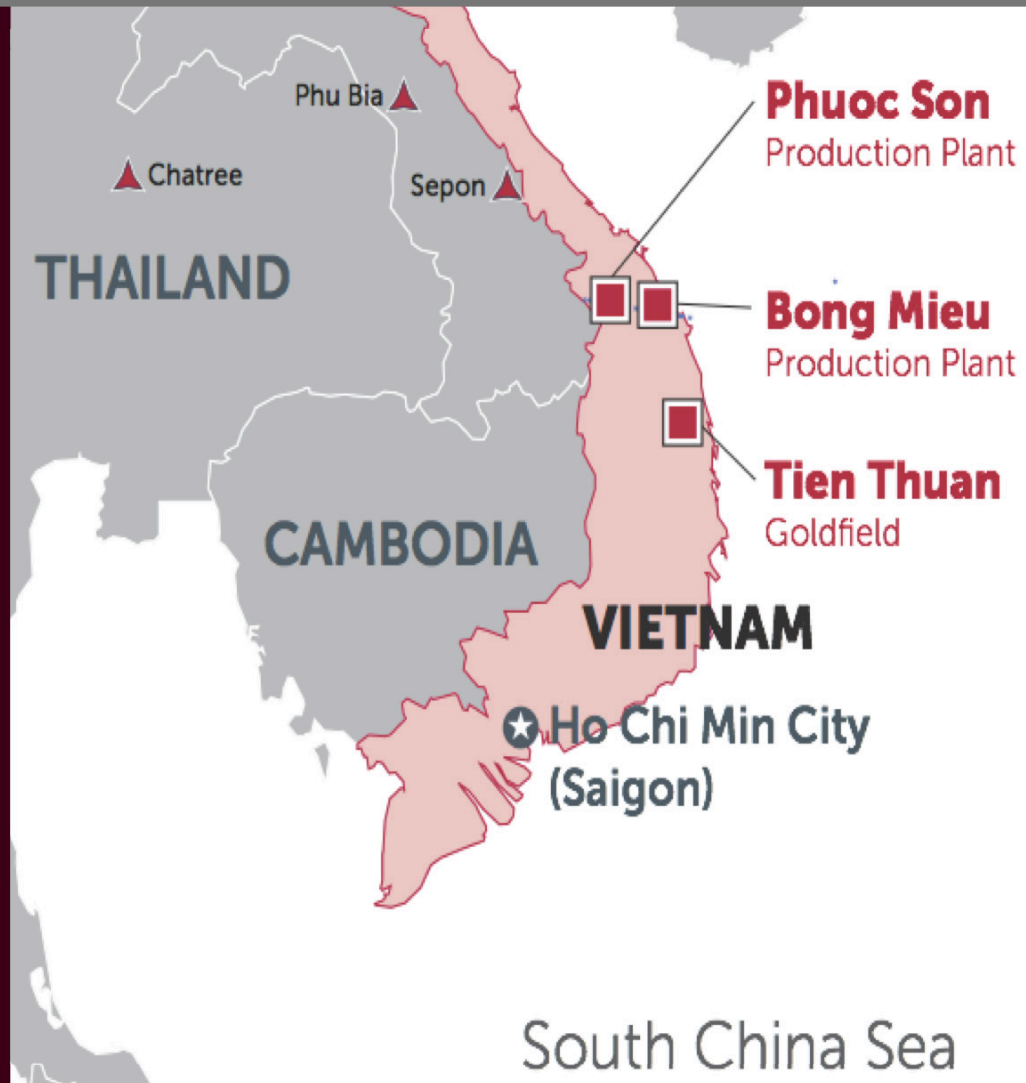 Phu Bia
Phuoc Son
Production Plant
Chatree
Sepon
THAILAND
Bong Mieu
Production Plant
Tien Thuan
Goldfield
CAMBODIA
VIETNAM
Ho Chi Min City
(Saigon)
South China Sea